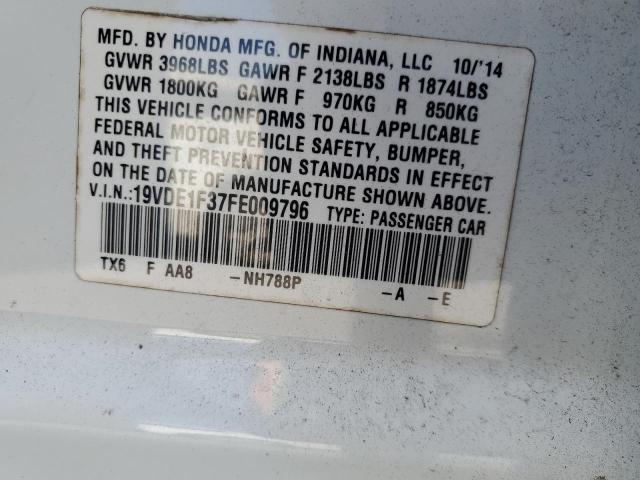 MFD. BY HONDA MFG. OF INDIANA, LLC 10/'14
GVWR 3968LBS GAWR F 2138LBS R 1874LBS
GVWR 1800KG GAWR F 970KG R 850KG
THIS VEHICLE CONFORMS TO ALL APPLICABLE
FEDERAL MOTOR VEHICLE SAFETY, BUMPER,
AND THEFT PREVENTION STANDARDS IN EFFECT
ON THE DATE OF MANUFACTURE SHOWN ABOVE.
V.I.N.:19VDE1F37FE009796 TYPE: PASSENGER CAR
TX6 F AA8 -NH788P -A -E